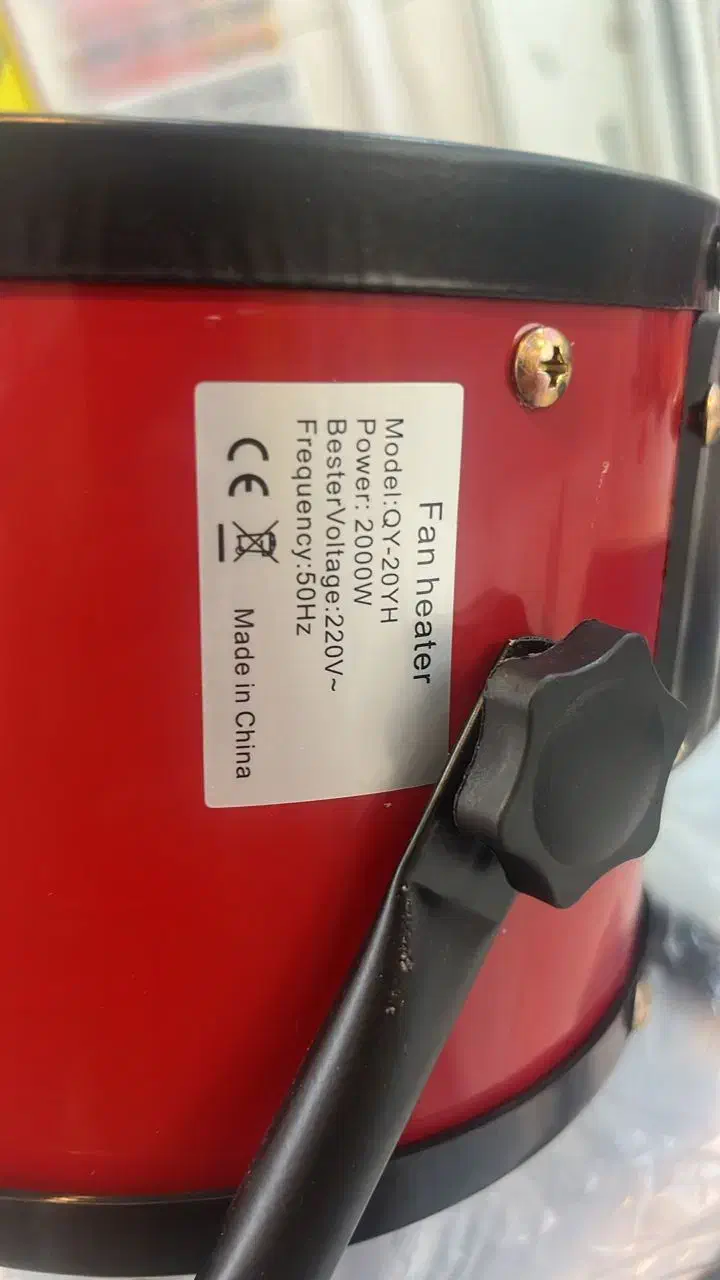 Fan heater
Model:QY-20YH
Power: 2000W
BesterVoltage:220V~
Frequency:50Hz
CE
Made in China